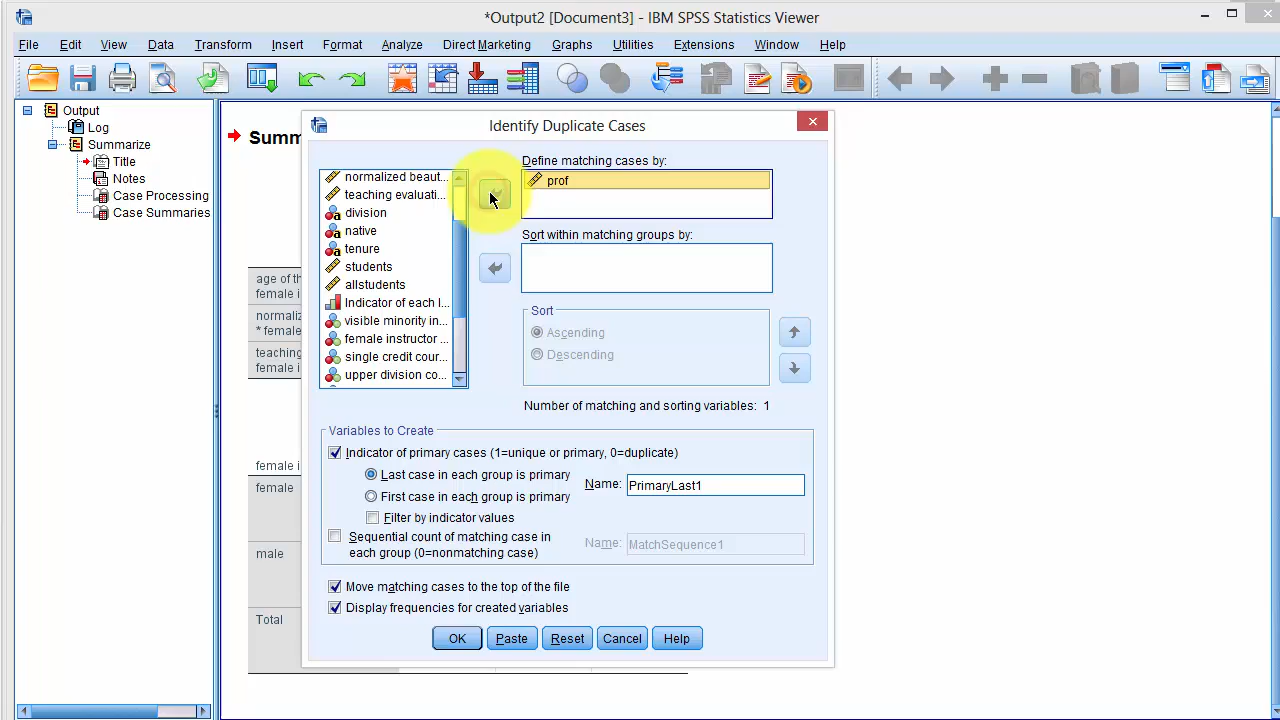 *Output2 [Document3] - IBM SPSS Statistics Viewer
File Edit View Data Transform Insert Format Analyze Direct Marketing Graphs Utilities Extensions Window Help
Output
Log
Summarize
Title
Notes
Case Processing
Case Summaries
Summ
age of th
female i
normaliz
* female
teaching
female i
female i
female
male
Total
Identify Duplicate Cases
normalized beaut...
teaching evaluati...
division
native
tenure
students
allstudents
Indicator of each l...
visible minority in...
female instructor ...
single credit cour...
upper division co...
Define matching cases by:
prof
Sort within matching groups by:
Sort
Ascending
Descending
Number of matching and sorting variables: 1
Variables to Create
Indicator of primary cases (1=unique or primary, 0=duplicate)
Last case in each group is primary
First case in each group is primary
Filter by indicator values
Name: PrimaryLast1
Sequential count of matching case in
each group (0=nonmatching case)
Name: MatchSequence1
Move matching cases to the top of the file
Display frequencies for created variables
OK Paste Reset Cancel Help